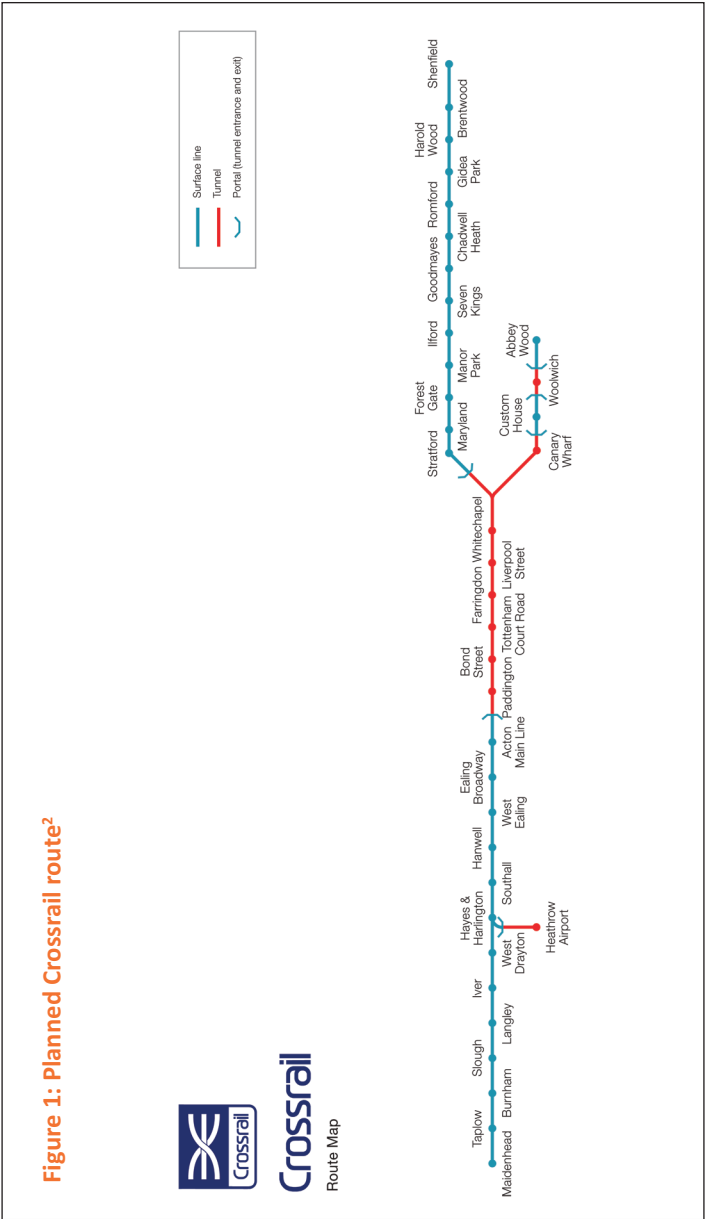 Figure 1: Planned Crossrail route²
Crossrail
Crossrail
Route Map
Surface line
Tunnel
Portal (tunnel entrance and exit)
Maidenhead
Taplow
Burnham
Slough
Langley
Iver
West
Drayton
Hayes &
Harlington
Heathrow
Airport
Southall
Hanwell
West
Ealing
Ealing
Broadway
Acton
Main Line
Paddington
Bond
Street
Tottenham
Court Road
Farringdon
Liverpool
Street
Whitechapel
Stratford
Maryland
Forest
Gate
Manor
Park
Ilford
Seven
Kings
Goodmayes
Chadwell
Heath
Romford
Gidea
Park
Harold
Wood
Brentwood
Shenfield
Canary
Wharf
Custom
House
Woolwich
Abbey
Wood